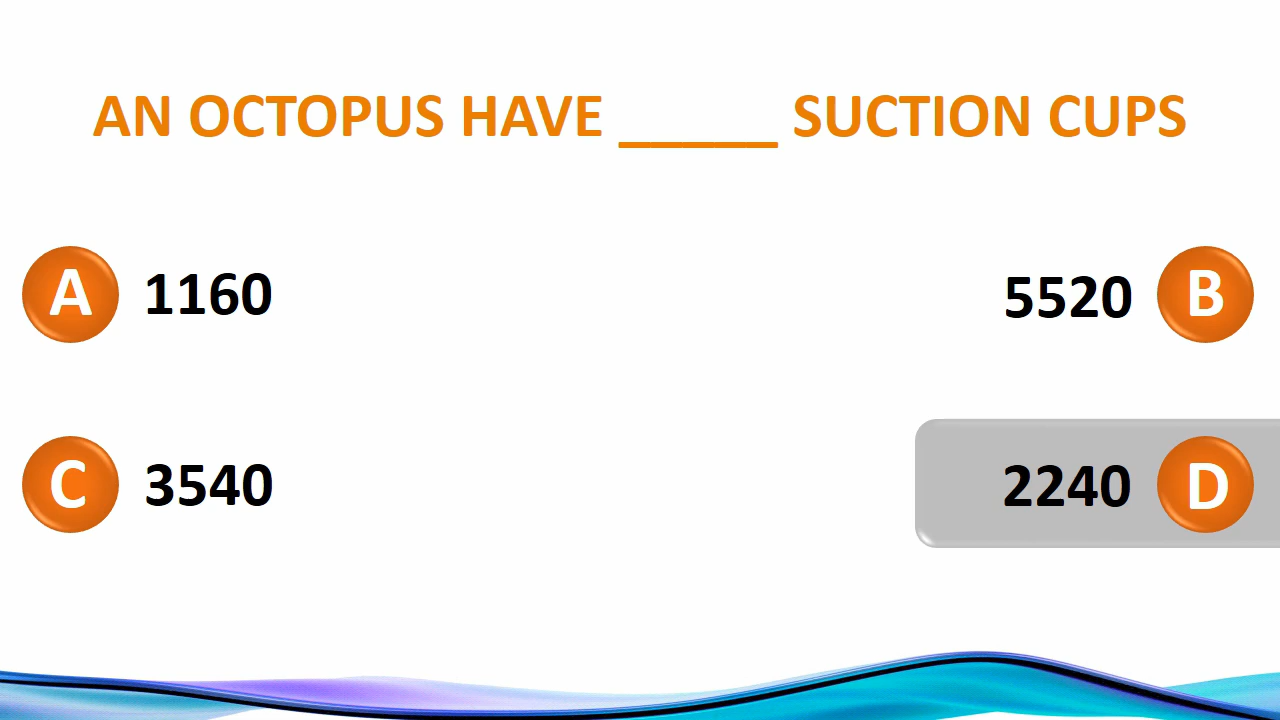 AN OCTOPUS HAVE _____ SUCTION CUPS
A 1160
5520 B
C 3540
2240 D